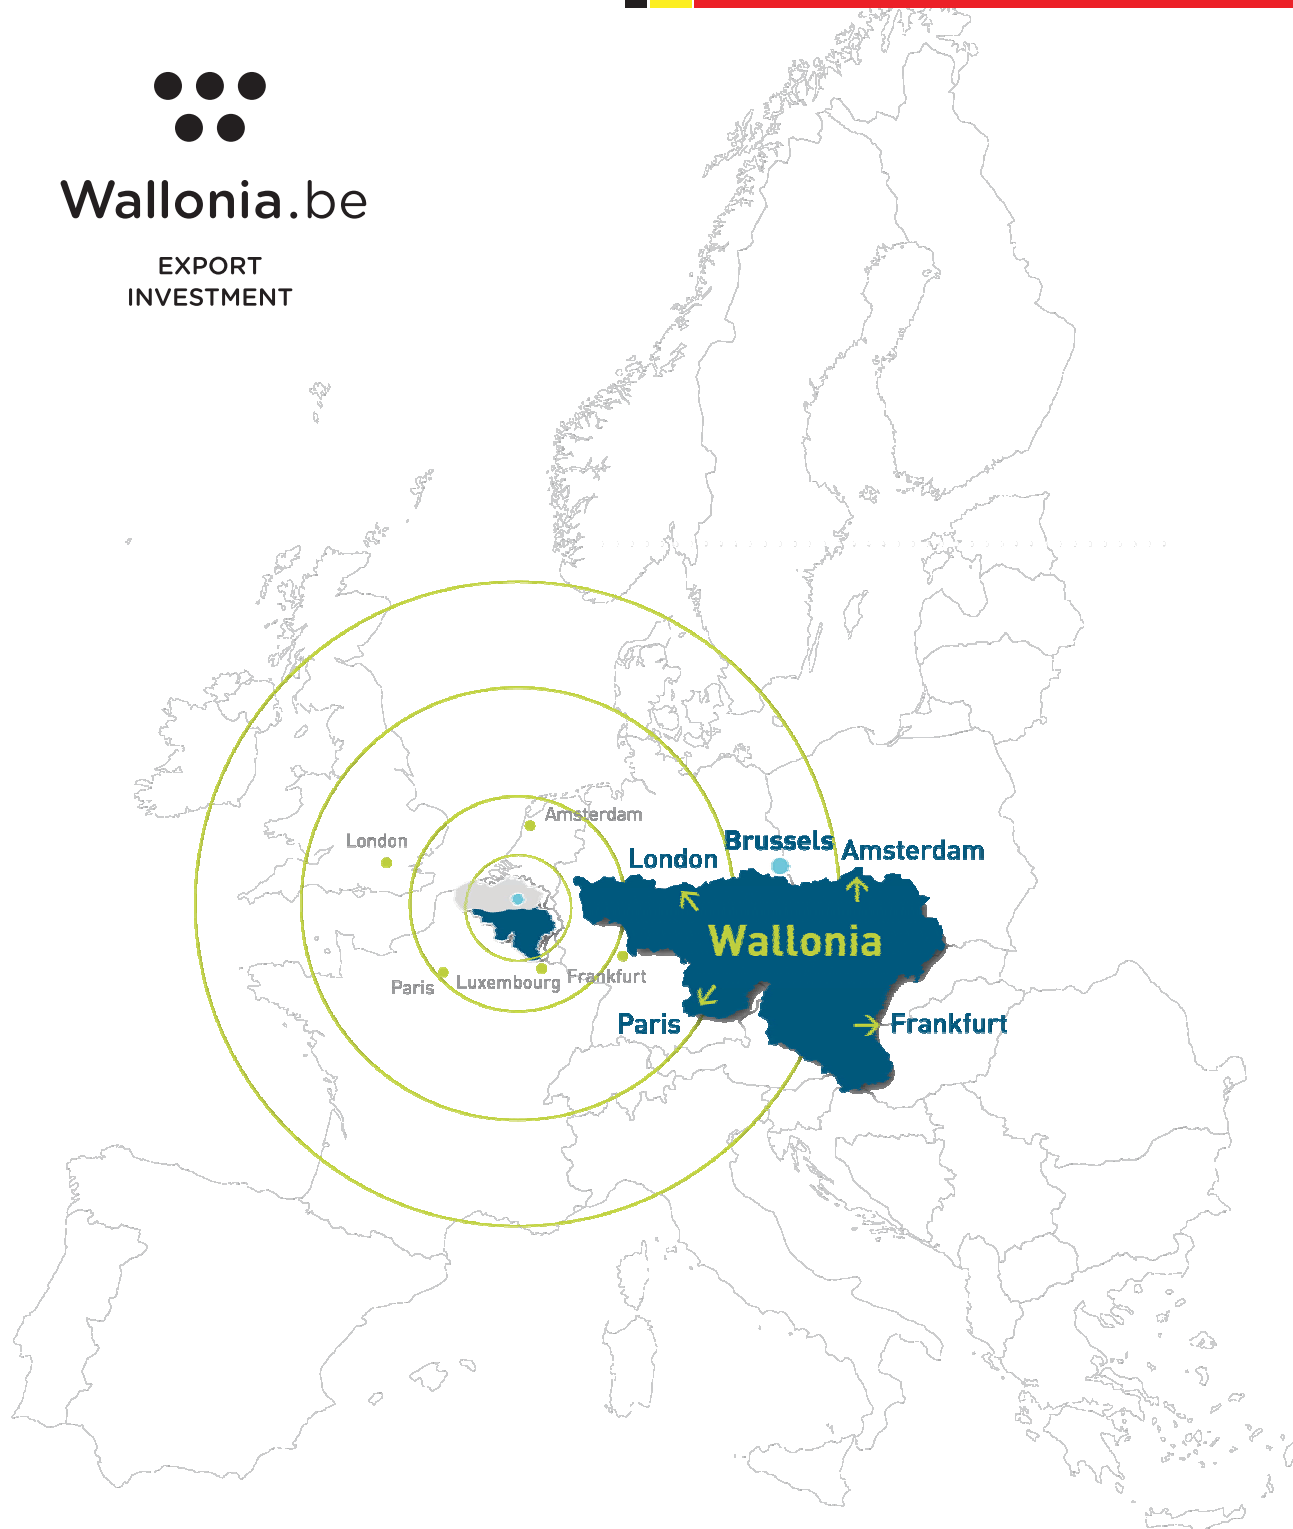 Wallonia.be
EXPORT
INVESTMENT
Amsterdam
London
Brussels
London
Amsterdam
Wallonia
Paris
Luxembourg
Frankfurt
Paris
Frankfurt